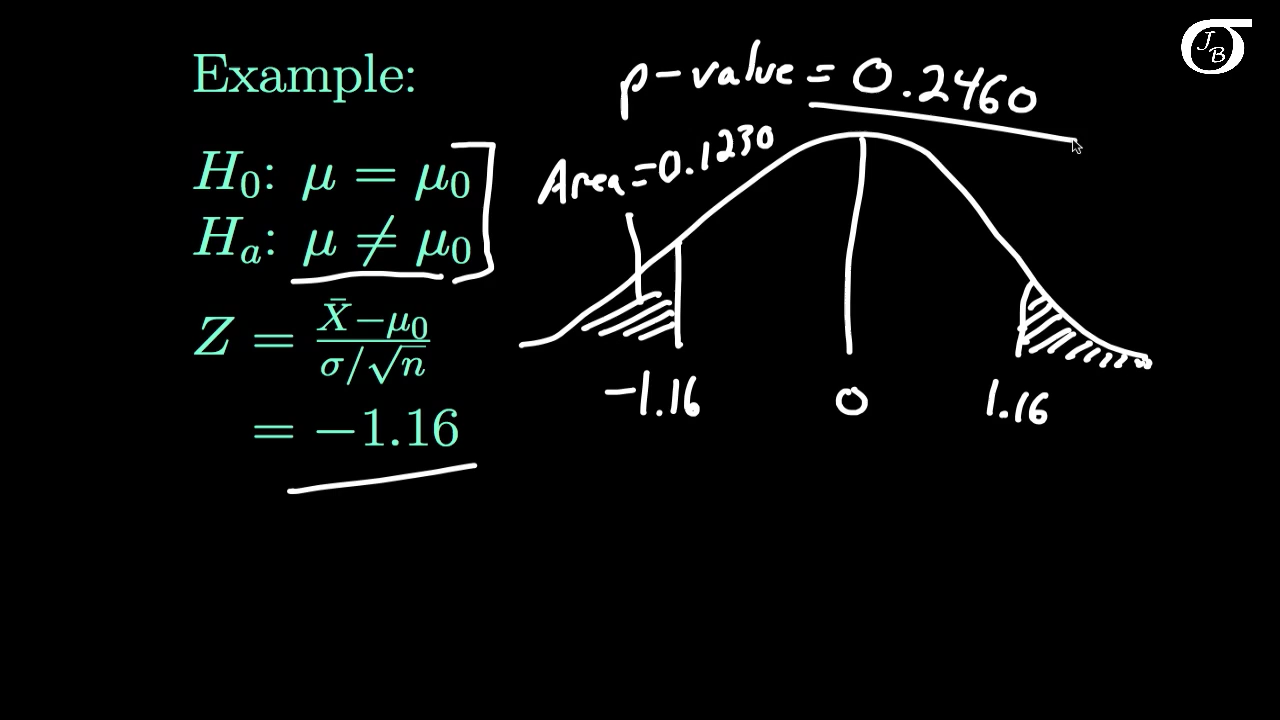 Example:
H₀: μ = μ₀
Hₐ: μ ≠ μ₀
Z = (X̄−μ₀)/(σ/√n)
= −1.16
p-value = 0.2460
Area=0.1230
-1.16 0 1.16
σ
JB